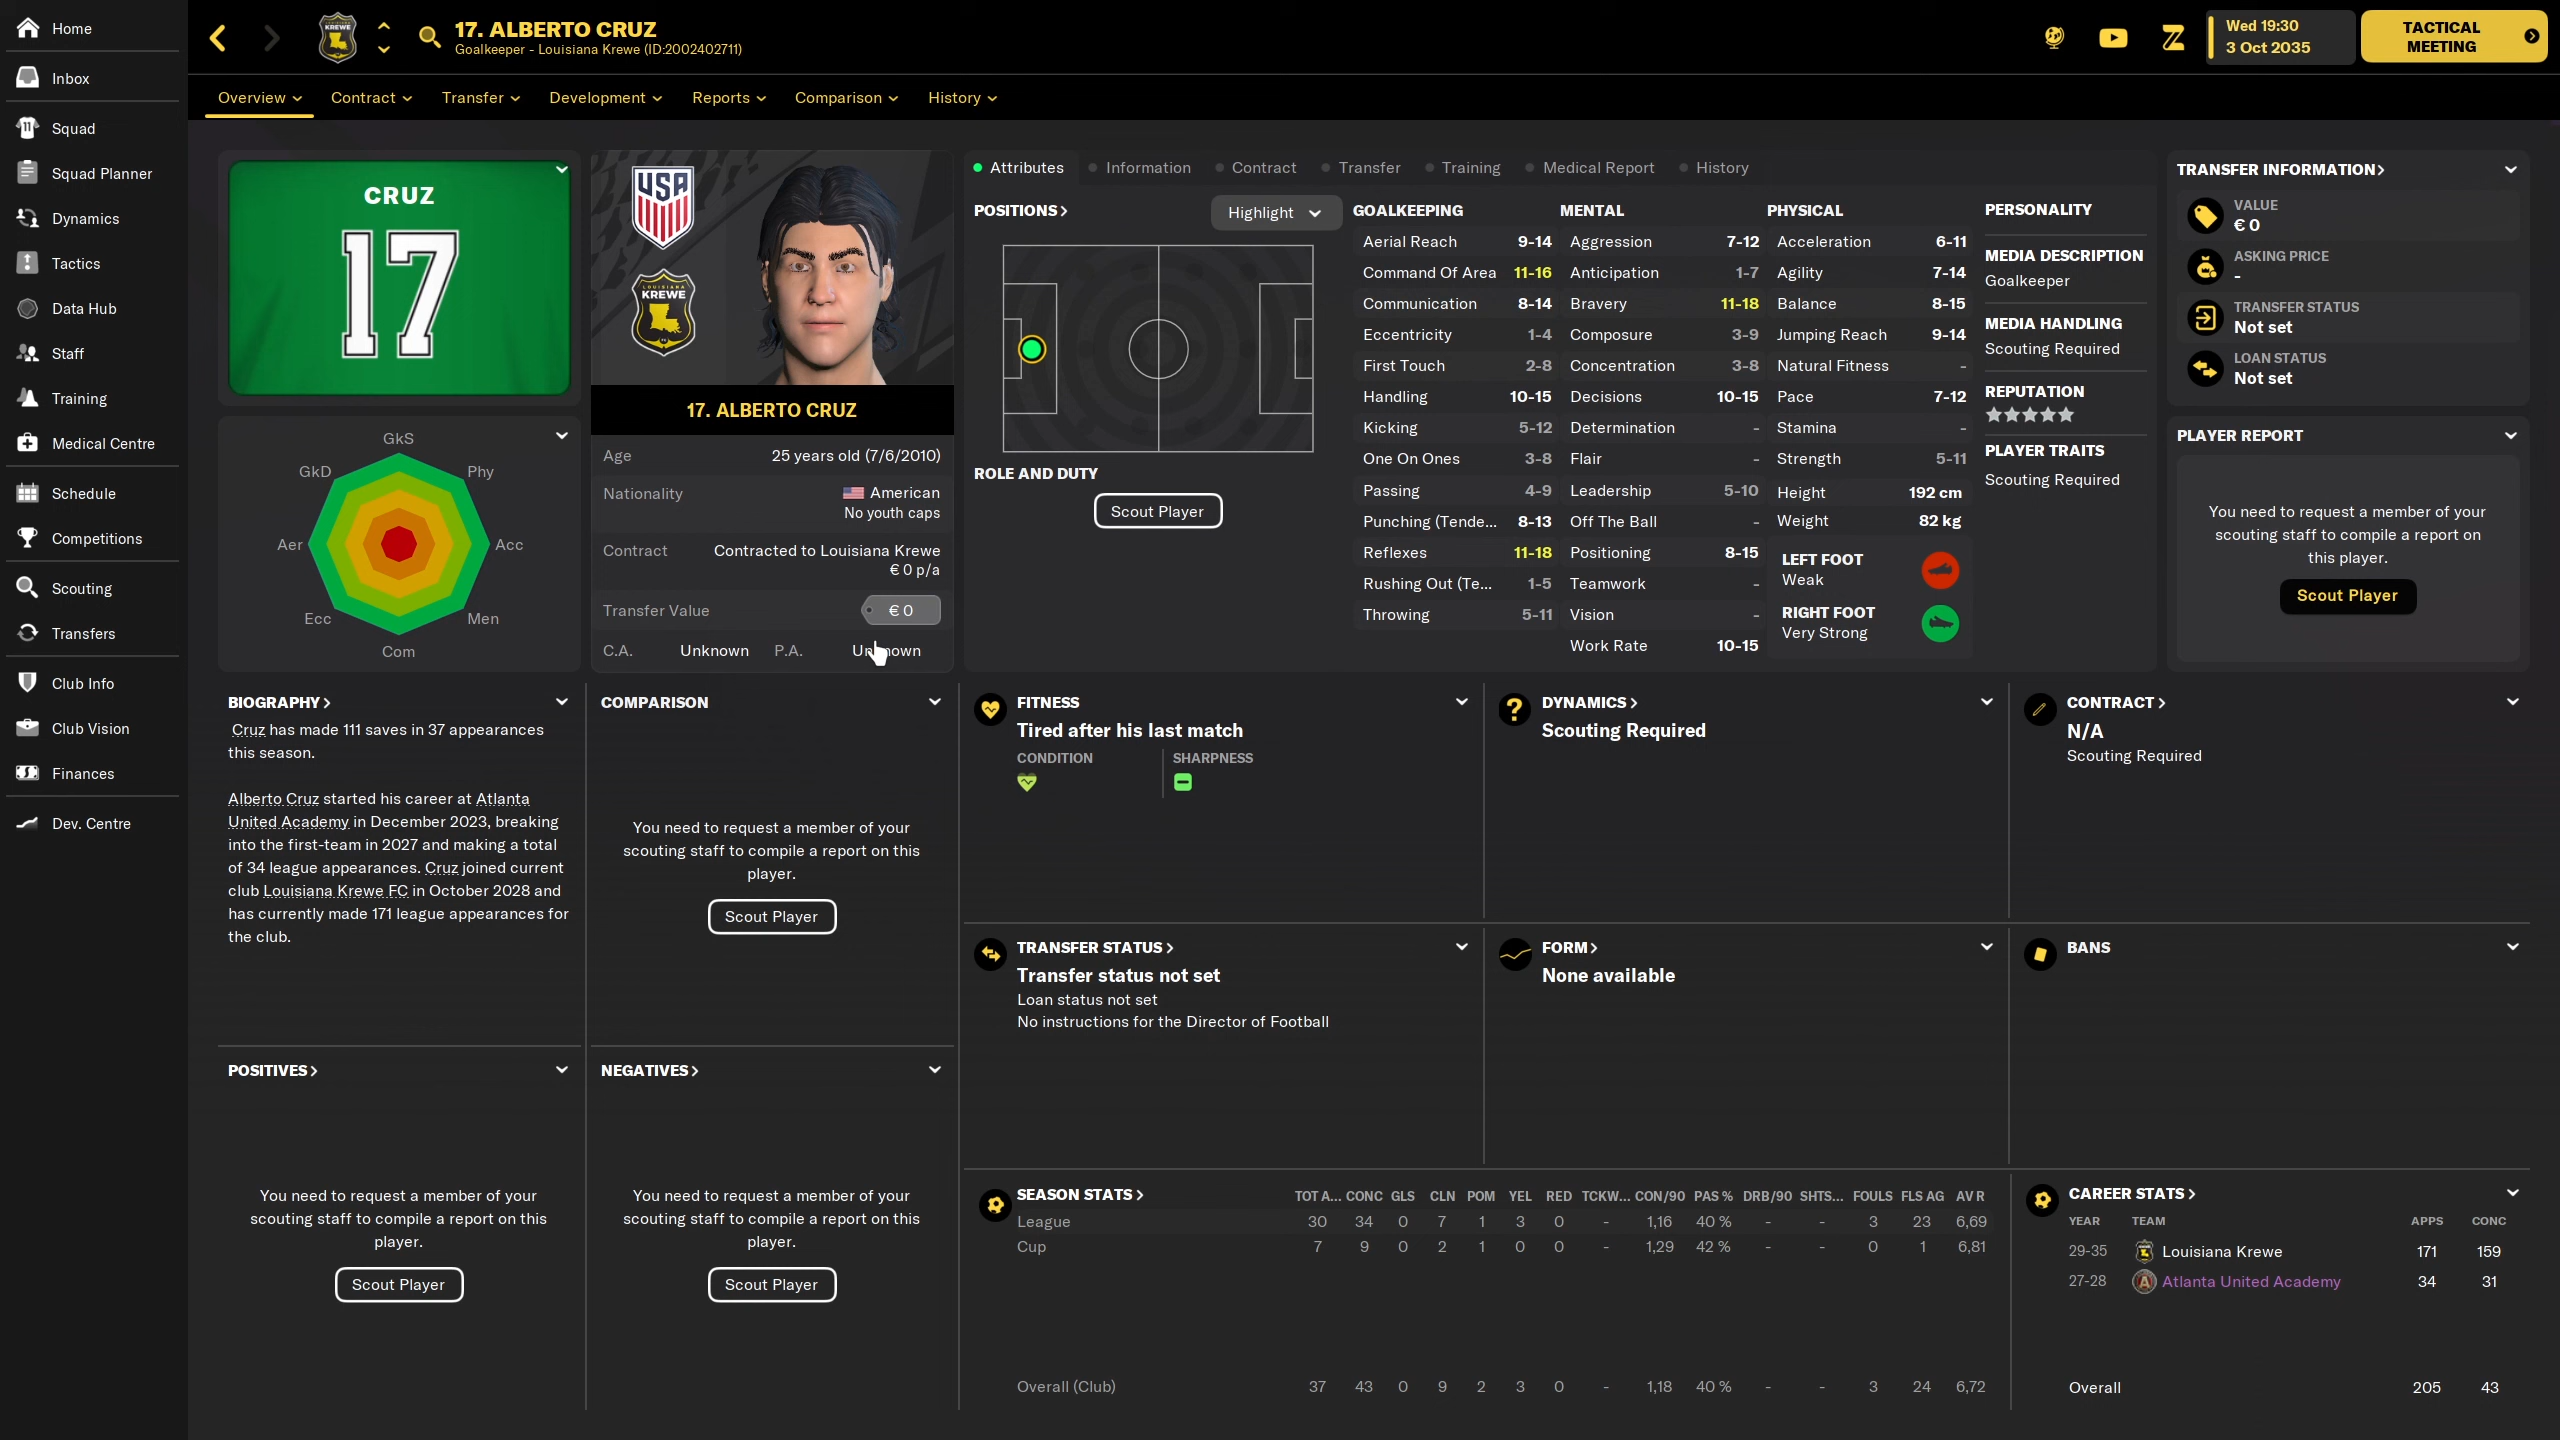 Home
Inbox
Squad
Squad Planner
Dynamics
Tactics
Data Hub
Staff
Training
Medical Centre
Schedule
Competitions
Scouting
Transfers
Club Info
Club Vision
Finances
Dev. Centre
17. ALBERTO CRUZ
Goalkeeper - Louisiana Krewe (ID:2002402711)
Wed 19:30
3 Oct 2035
TACTICAL
MEETING
Overview
Contract
Transfer
Development
Reports
Comparison
History
CRUZ
17
GkS
Phy
Acc
Men
Com
Ecc
Aer
GkD
USA
LOUISIANA
KREWE
17. ALBERTO CRUZ
Age 25 years old (7/6/2010)
Nationality American
No youth caps
Contract Contracted to Louisiana Krewe
€ 0 p/a
Transfer Value € 0
C.A. Unknown P.A.
Attributes Information Contract Transfer Training Medical Report History
POSITIONS>
Highlight
ROLE AND DUTY
Scout Player
GOALKEEPING
Aerial Reach 9-14
Command Of Area 11-16
Communication 8-14
Eccentricity 1-4
First Touch 2-8
Handling 10-15
Kicking 5-12
One On Ones 3-8
Passing 4-9
Punching (Tende... 8-13
Reflexes 11-18
Rushing Out (Te... 1-5
Throwing 5-11
MENTAL
Aggression 7-12
Anticipation 1-7
Bravery 11-18
Composure 3-9
Concentration 3-8
Decisions 10-15
Determination -
Flair -
Leadership 5-10
Off The Ball -
Positioning 8-15
Teamwork -
Vision -
Work Rate 10-15
PHYSICAL
Acceleration 6-11
Agility 7-14
Balance 8-15
Jumping Reach 9-14
Natural Fitness -
Pace 7-12
Stamina -
Strength 5-11
Height 192 cm
Weight 82 kg
LEFT FOOT
Weak
RIGHT FOOT
Very Strong
PERSONALITY
MEDIA DESCRIPTION
Goalkeeper
MEDIA HANDLING
Scouting Required
REPUTATION
PLAYER TRAITS
Scouting Required
TRANSFER INFORMATION>
VALUE
€ 0
ASKING PRICE
-
TRANSFER STATUS
Not set
LOAN STATUS
Not set
PLAYER REPORT
You need to request a member of your
scouting staff to compile a report on
this player.
Scout Player
BIOGRAPHY>
Cruz has made 111 saves in 37 appearances
this season.
Alberto Cruz started his career at Atlanta
United Academy in December 2023, breaking
into the first-team in 2027 and making a total
of 34 league appearances. Cruz joined current
club Louisiana Krewe FC in October 2028 and
has currently made 171 league appearances for
the club.
COMPARISON
You need to request a member of your
scouting staff to compile a report on this
player.
Scout Player
FITNESS
Tired after his last match
CONDITION
SHARPNESS
DYNAMICS>
Scouting Required
CONTRACT>
N/A
Scouting Required
TRANSFER STATUS>
Transfer status not set
Loan status not set
No instructions for the Director of Football
FORM>
None available
BANS
POSITIVES>
You need to request a member of your
scouting staff to compile a report on this
player.
Scout Player
NEGATIVES>
You need to request a member of your
scouting staff to compile a report on this
player.
Scout Player
SEASON STATS> TOT A... CONC GLS CLN POM YEL RED TCKW... CON/90 PAS % DRB/90 SHTS... FOULS FLS AG AV R
League 30 34 0 7 1 3 0 - 1,16 40 % - - 3 23 6,69
Cup 7 9 0 2 1 0 0 - 1,29 42 % - - 0 1 6,81
Overall (Club) 37 43 0 9 2 3 0 - 1,18 40 % - - 3 24 6,72
CAREER STATS>
YEAR TEAM APPS CONC
29-35 Louisiana Krewe 171 159
27-28 Atlanta United Academy 34 31
Overall 205 43